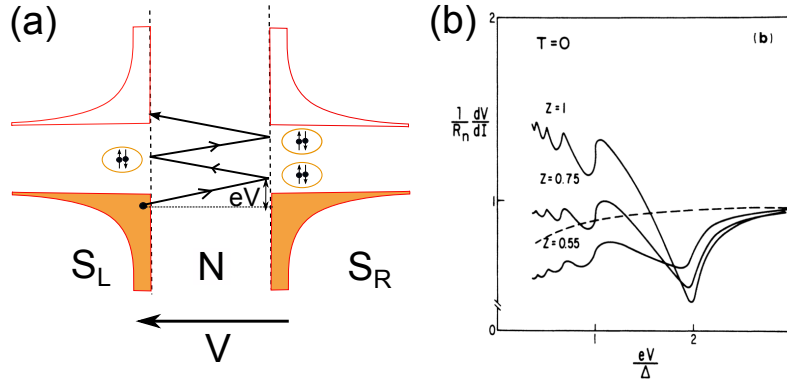 (a)
eV
S_L
N
S_R
V
(b)
2
T=0
(b)
1/R_n dV/dI
Z=1
Z=0.75
1
Z=0.55
0
1
2
eV/Δ